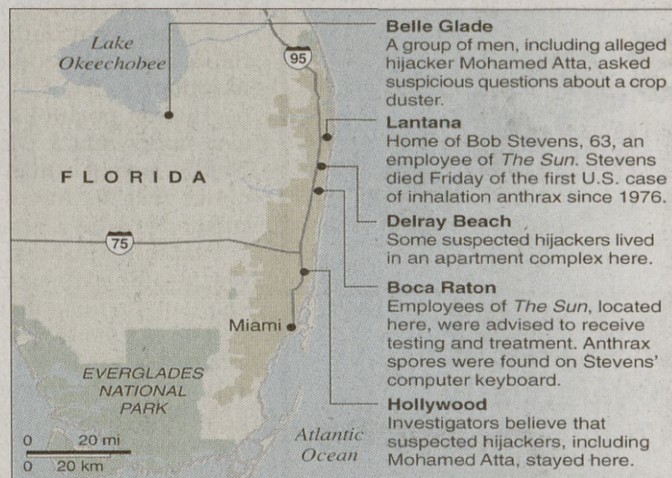 Lake
Okeechobee
95
FLORIDA
75
Miami
EVERGLADES
NATIONAL
PARK
0 20 mi
0 20 km
Atlantic
Ocean
Belle Glade
A group of men, including alleged
hijacker Mohamed Atta, asked
suspicious questions about a crop
duster.
Lantana
Home of Bob Stevens, 63, an
employee of The Sun. Stevens
died Friday of the first U.S. case
of inhalation anthrax since 1976.
Delray Beach
Some suspected hijackers lived
in an apartment complex here.
Boca Raton
Employees of The Sun, located
here, were advised to receive
testing and treatment. Anthrax
spores were found on Stevens'
computer keyboard.
Hollywood
Investigators believe that
suspected hijackers, including
Mohamed Atta, stayed here.